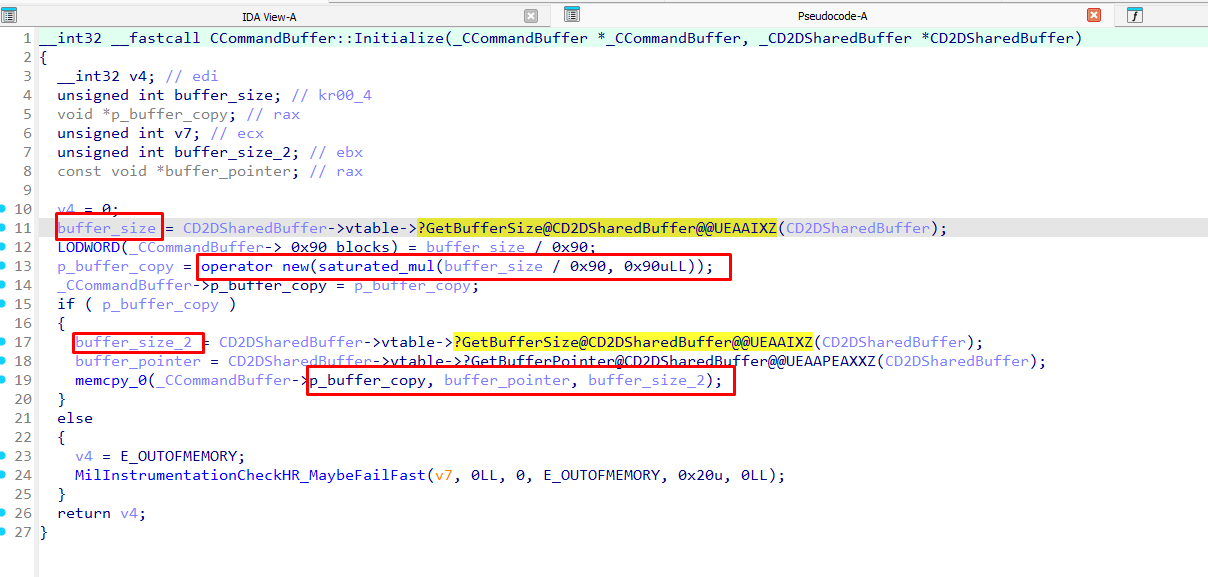 IDA View-A Pseudocode-A
1 __int32 __fastcall CCommandBuffer::Initialize(_CCommandBuffer *_CCommandBuffer, _CD2DSharedBuffer *CD2DSharedBuffer)
2 {
3 __int32 v4; // edi
4 unsigned int buffer_size; // kr00_4
5 void *p_buffer_copy; // rax
6 unsigned int v7; // ecx
7 unsigned int buffer_size_2; // ebx
8 const void *buffer_pointer; // rax
9
10 v4 = 0;
11 buffer_size = CD2DSharedBuffer->vtable->?GetBufferSize@CD2DSharedBuffer@@UEAAIXZ(CD2DSharedBuffer);
12 LODWORD(_CCommandBuffer->_0x90_blocks) = buffer_size / 0x90;
13 p_buffer_copy = operator new(saturated_mul(buffer_size / 0x90, 0x90uLL));
14 _CCommandBuffer->p_buffer_copy = p_buffer_copy;
15 if ( p_buffer_copy )
16 {
17 buffer_size_2 = CD2DSharedBuffer->vtable->?GetBufferSize@CD2DSharedBuffer@@UEAAIXZ(CD2DSharedBuffer);
18 buffer_pointer = CD2DSharedBuffer->vtable->?GetBufferPointer@CD2DSharedBuffer@@UEAAPEAXXZ(CD2DSharedBuffer);
19 memcpy_0(_CCommandBuffer->p_buffer_copy, buffer_pointer, buffer_size_2);
20 }
21 else
22 {
23 v4 = E_OUTOFMEMORY;
24 MilInstrumentationCheckHR_MaybeFailFast(v7, 0LL, 0, E_OUTOFMEMORY, 0x20u, 0LL);
25 }
26 return v4;
27 }